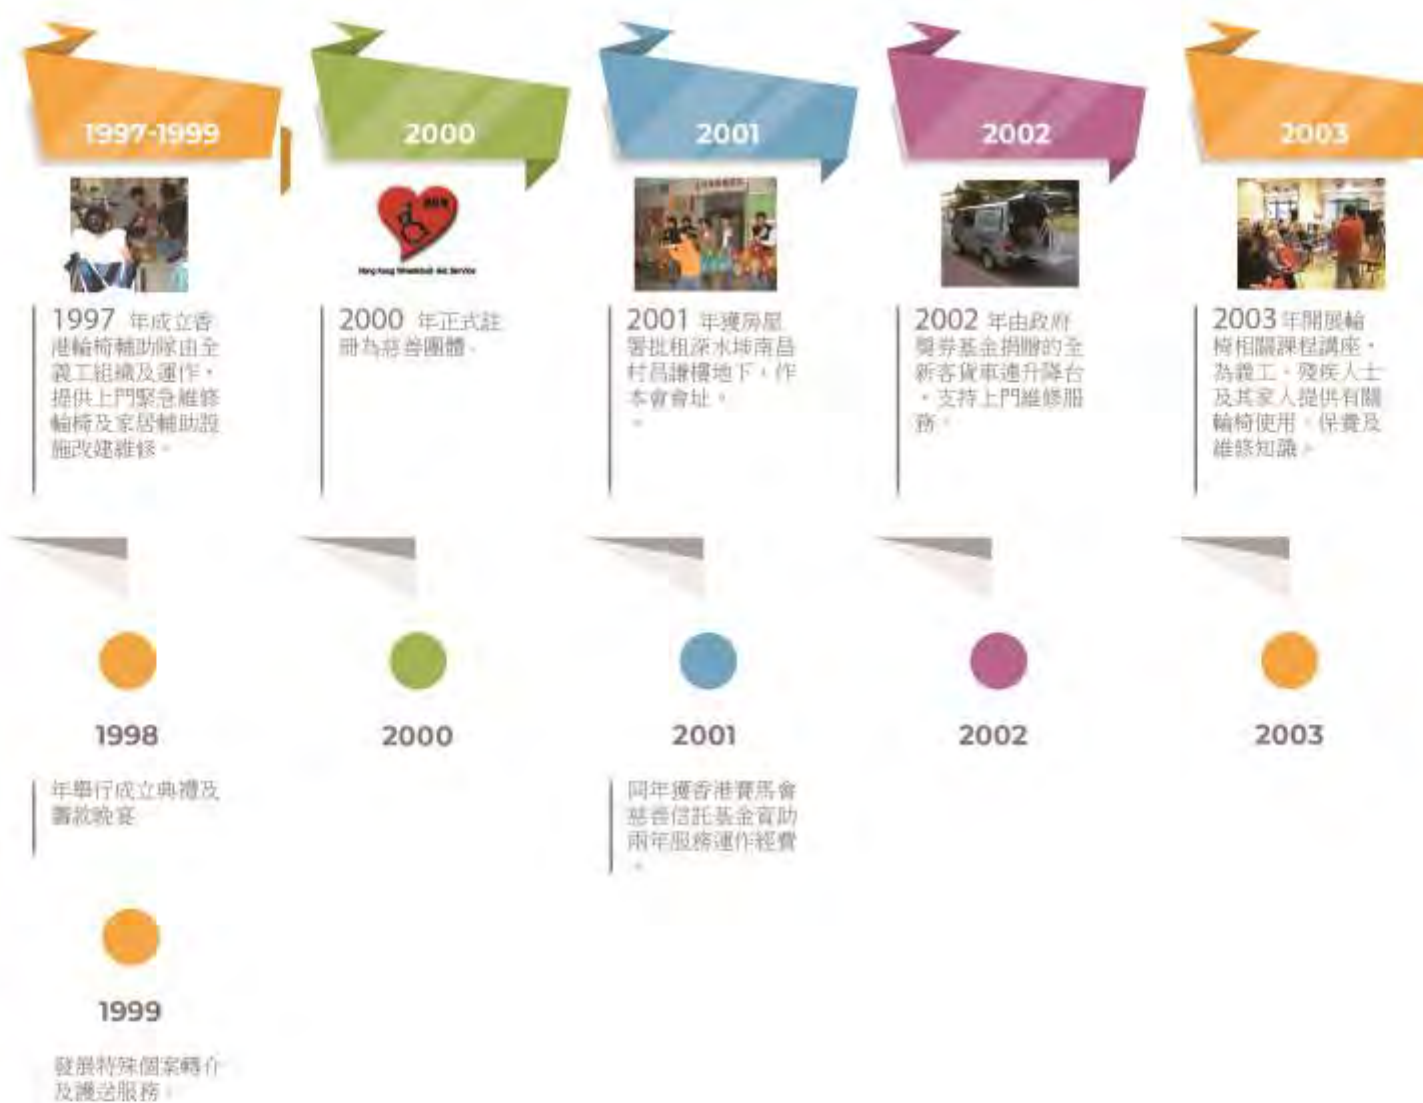 1997-1999
1997 年成立香
港輪椅輔助隊由全
義工組織及運作，
提供上門緊急維修
輪椅及家居輔助設
施改建維修。
1998
年舉行成立典禮及
籌款晚宴
1999
發展特殊個案轉介
及護送服務。
2000
Hong Kong Wheelchair Aid Service
2000 年正式註
冊為慈善團體。
2000
2001
2001 年獲房屋
署批租深水埗南昌
村昌謙樓地下，作
本會會址。
。
2001
同年獲香港賽馬會
慈善信託基金資助
兩年服務運作經費
。
2002
2002 年由政府
獎券基金捐贈的全
新客貨車連升降台
，支持上門維修服
務。
2002
2003
2003 年開展輪
椅相關課程講座，
為義工、殘疾人士
及其家人提供有關
輪椅使用、保養及
維修知識。
2003